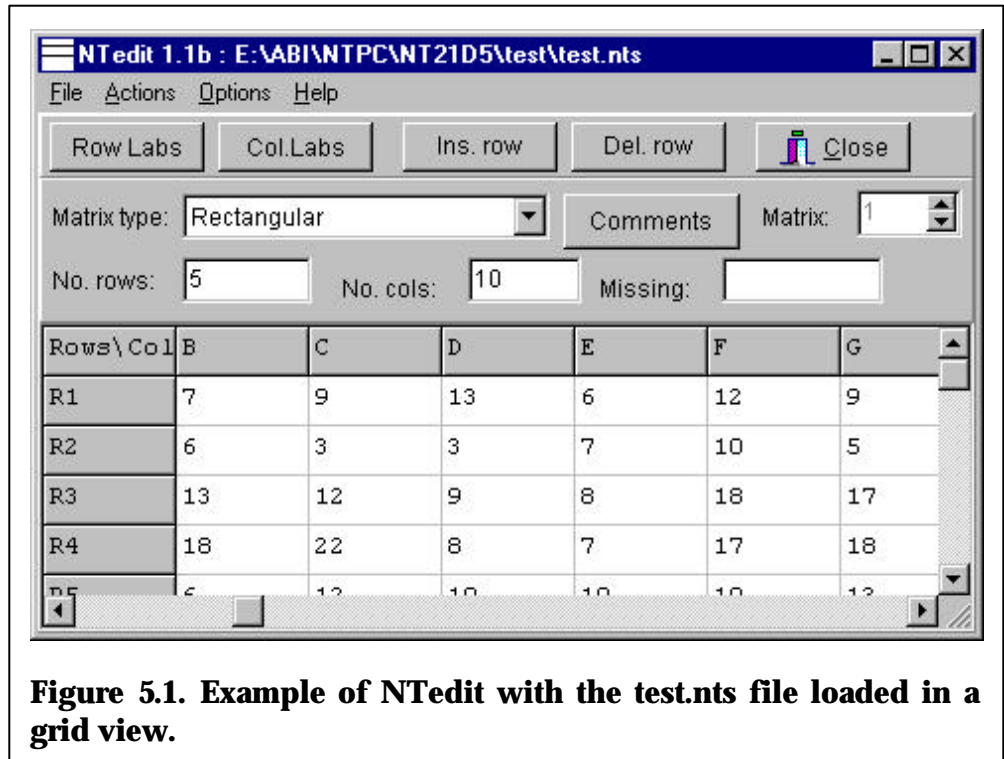 NTedit 1.1b : E:\ABI\NTPC\NT21D5\test\test.nts
File Actions Options Help
Row Labs Col.Labs Ins. row Del. row Close
Matrix type: Rectangular Comments Matrix: 1
No. rows: 5 No. cols: 10 Missing:
Rows\Col B C D E F G
R1 7 9 13 6 12 9
R2 6 3 3 7 10 5
R3 13 12 9 8 18 17
R4 18 22 8 7 17 18
Figure 5.1. Example of NTedit with the test.nts file loaded in a
grid view.